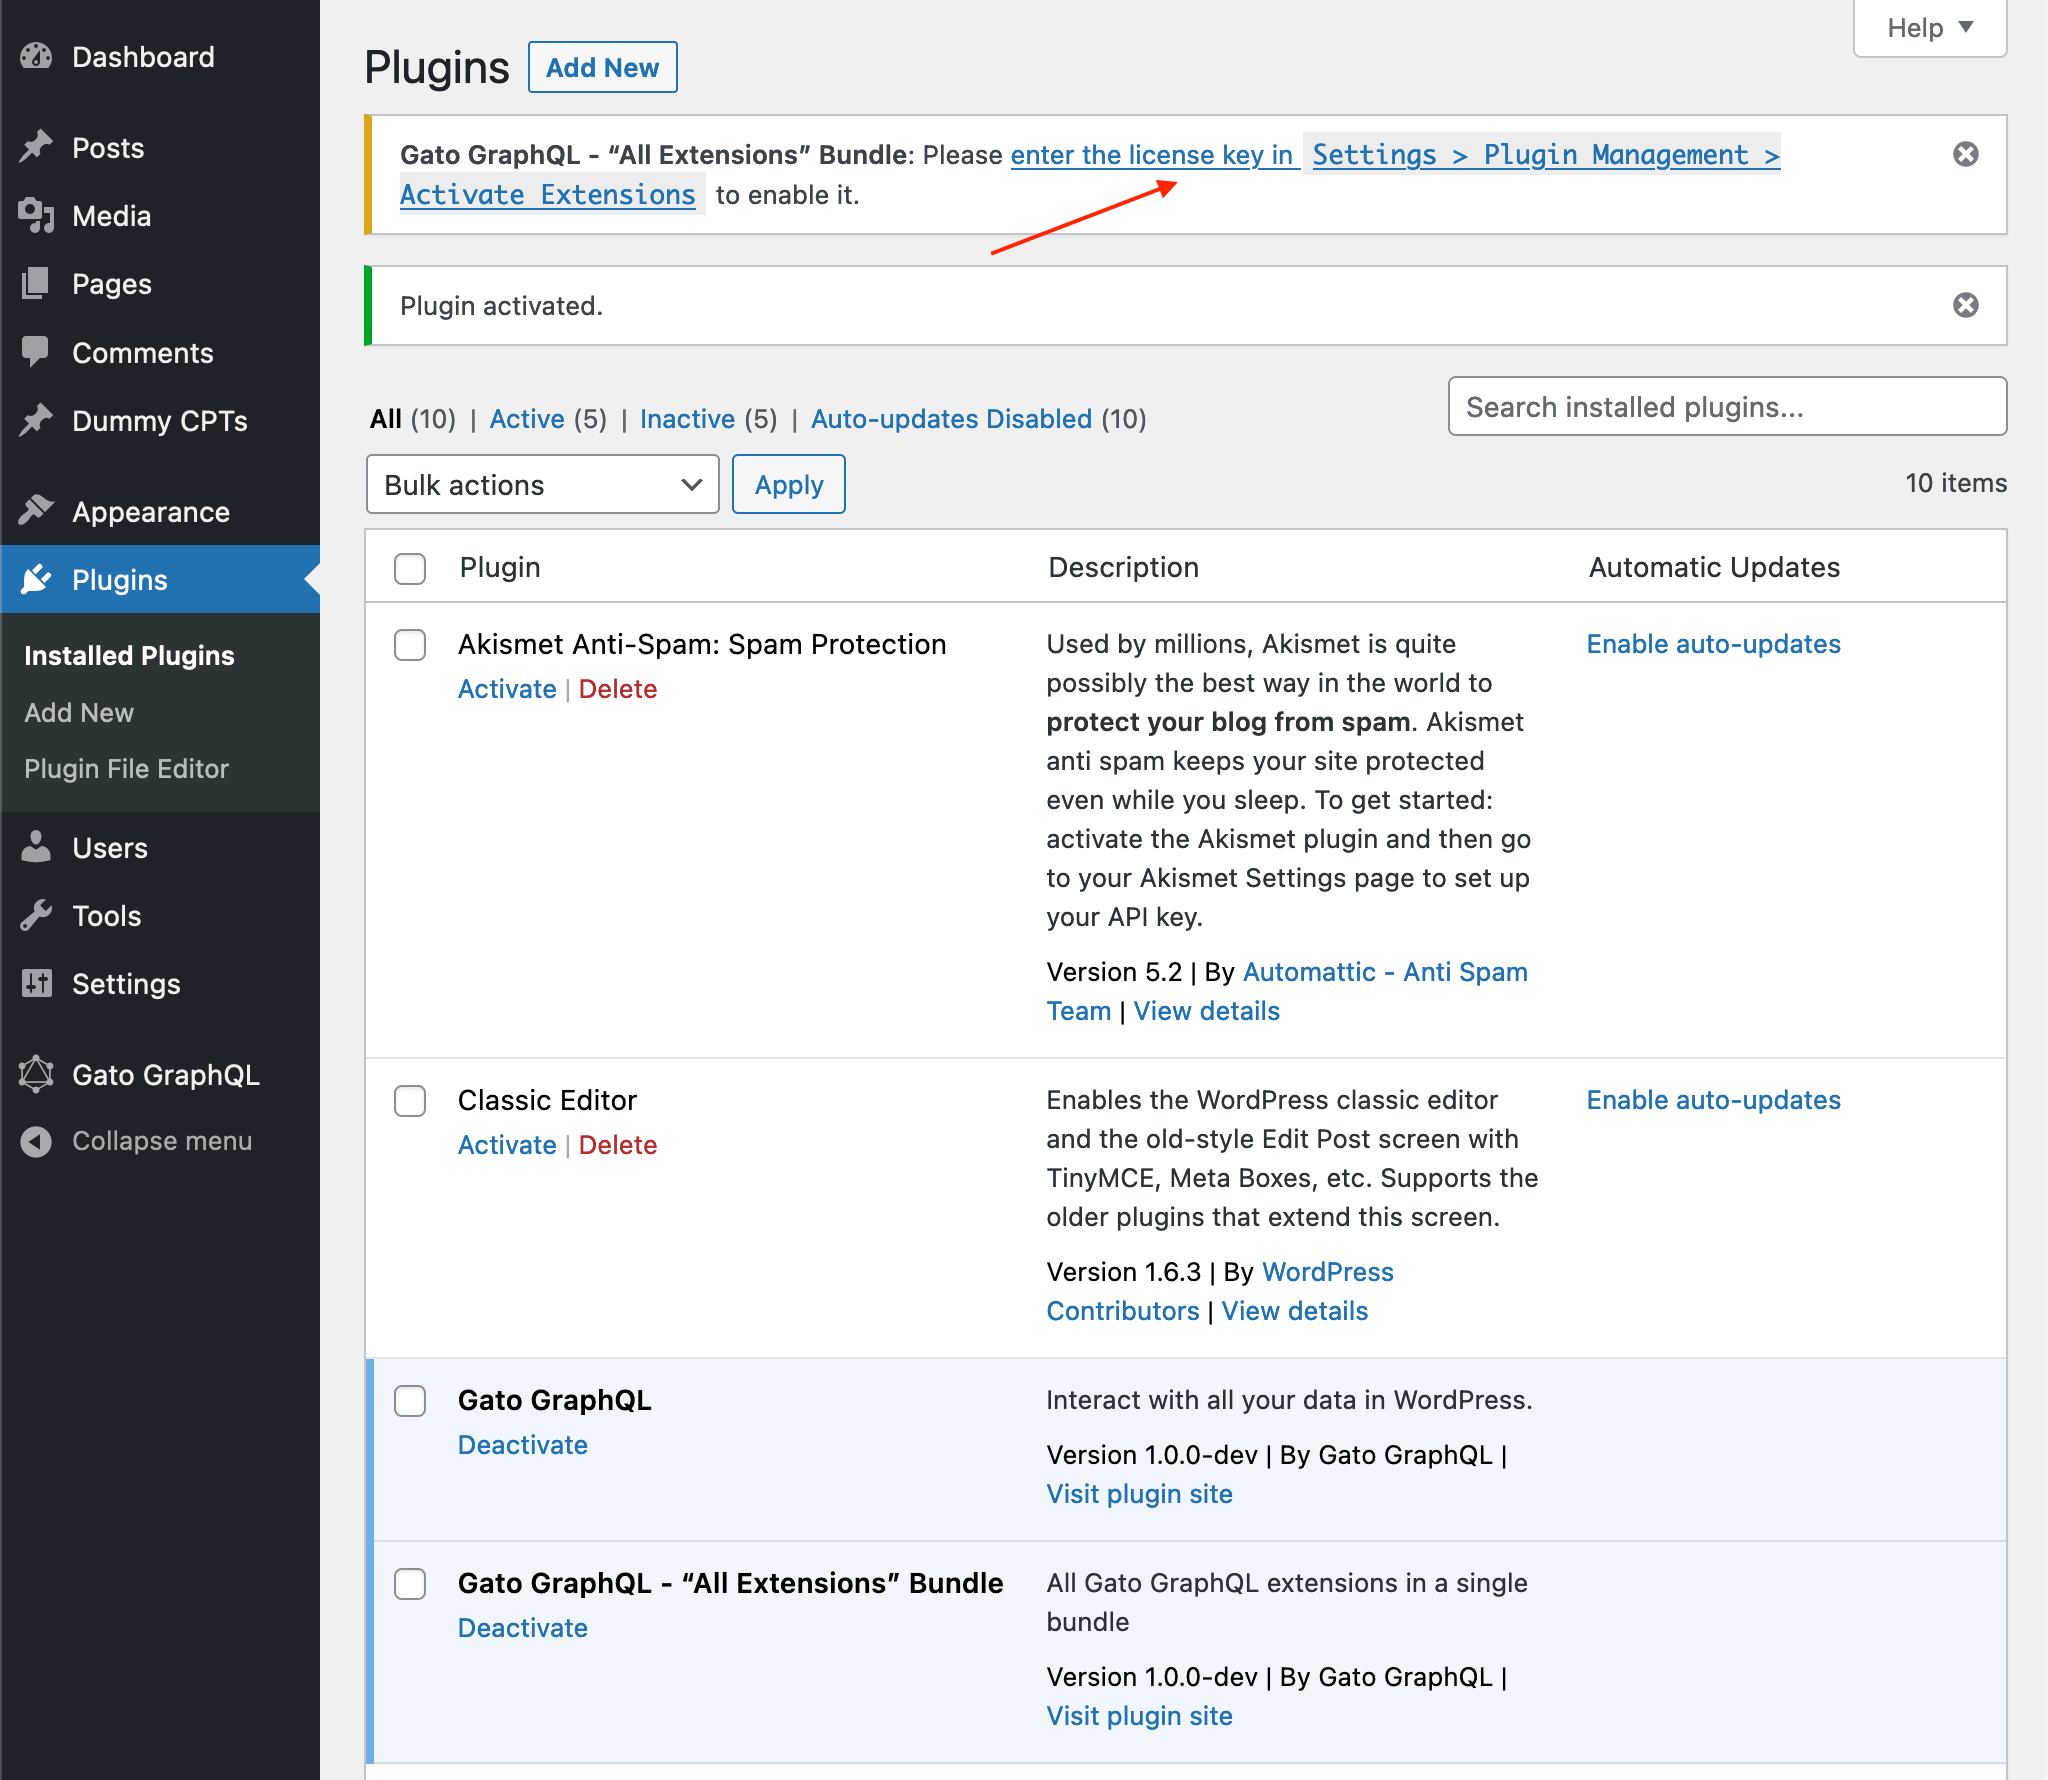 Dashboard
Posts
Media
Pages
Comments
Dummy CPTs
Appearance
Plugins
Installed Plugins
Add New
Plugin File Editor
Users
Tools
Settings
Gato GraphQL
Collapse menu
Help
Plugins
Add New
Gato GraphQL - “All Extensions” Bundle: Please enter the license key in Settings > Plugin Management >
Activate Extensions to enable it.
Plugin activated.
All (10) | Active (5) | Inactive (5) | Auto-updates Disabled (10)
Search installed plugins...
Bulk actions
Apply
10 items
Plugin
Description
Automatic Updates
Akismet Anti-Spam: Spam Protection
Activate | Delete
Used by millions, Akismet is quite
possibly the best way in the world to
protect your blog from spam. Akismet
anti spam keeps your site protected
even while you sleep. To get started:
activate the Akismet plugin and then go
to your Akismet Settings page to set up
your API key.
Version 5.2 | By Automattic - Anti Spam
Team | View details
Enable auto-updates
Classic Editor
Activate | Delete
Enables the WordPress classic editor
and the old-style Edit Post screen with
TinyMCE, Meta Boxes, etc. Supports the
older plugins that extend this screen.
Version 1.6.3 | By WordPress
Contributors | View details
Enable auto-updates
Gato GraphQL
Deactivate
Interact with all your data in WordPress.
Version 1.0.0-dev | By Gato GraphQL |
Visit plugin site
Gato GraphQL - “All Extensions” Bundle
Deactivate
All Gato GraphQL extensions in a single
bundle
Version 1.0.0-dev | By Gato GraphQL |
Visit plugin site